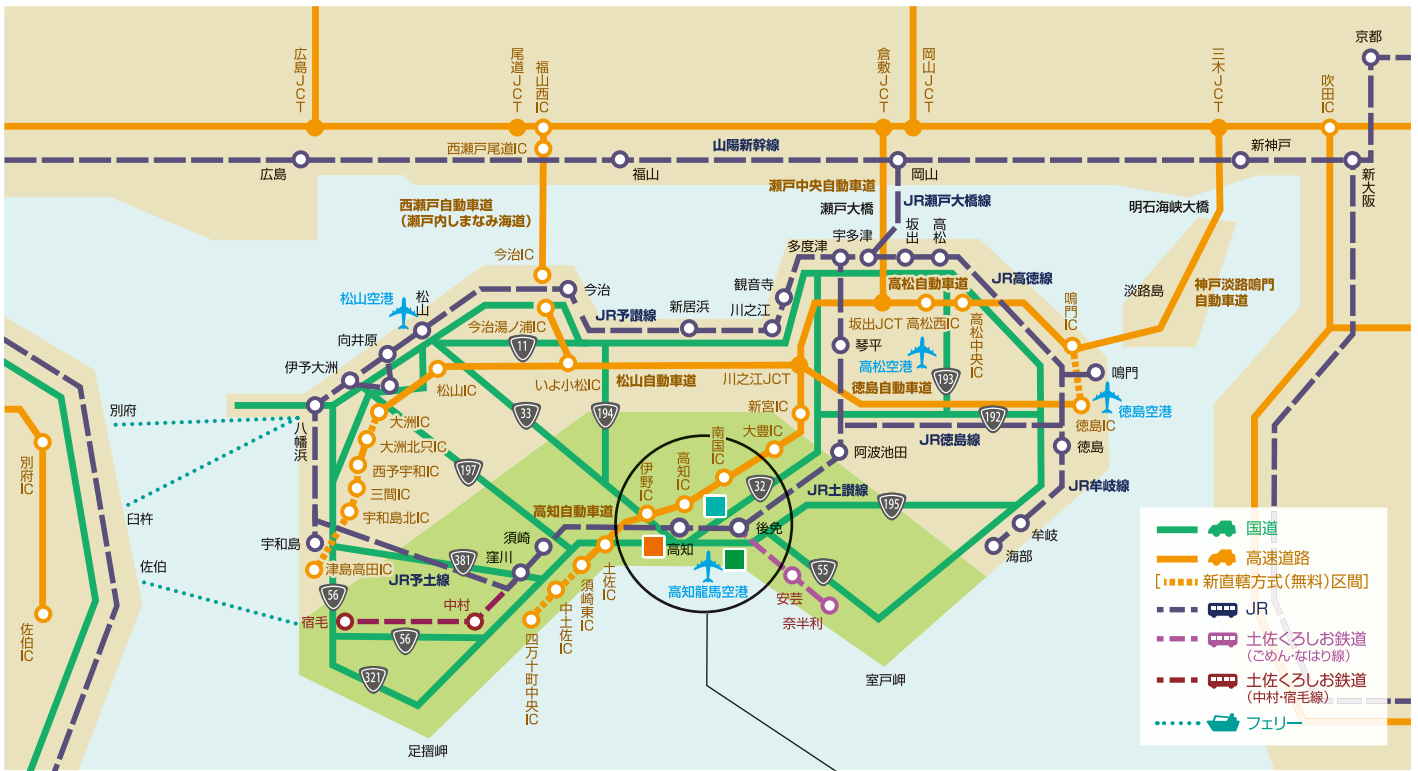 京都
広島JCT
尾道JCT
福山西IC
倉敷JCT
岡山JCT
三木JCT
吹田IC
西瀬戸尾道IC
山陽新幹線
広島
福山
岡山
新神戸
新大阪
瀬戸中央自動車道
西瀬戸自動車道
(瀬戸内しまなみ海道)
瀬戸大橋
JR瀬戸大橋線
明石海峡大橋
今治IC
多度津
宇多津
坂出
高松
JR高徳線
松山空港
松山
今治
観音寺
高松自動車道
淡路島
神戸淡路鳴門
自動車道
向井原
今治湯ノ浦IC
JR予讃線
新居浜
川之江
坂出JCT
高松西IC
高松中央IC
鳴門IC
11
琴平
高松空港
伊予大洲
松山IC
いよ小松IC
松山自動車道
川之江JCT
徳島自動車道
193
鳴門
別府
八幡浜
大洲IC
33
194
新宮IC
192
徳島IC
徳島空港
大洲北只IC
大豊IC
JR徳島線
徳島
別府IC
西予宇和IC
197
伊野IC
高知IC
南国IC
阿波池田
三間IC
32
JR土讃線
JR牟岐線
臼杵
宇和島北IC
高知自動車道
195
宇和島
須崎
高知
後免
牟岐
海部
佐伯
津島高田IC
381
窪川
JR予土線
土佐IC
須崎東IC
高知龍馬空港
55
56
中村
中土佐IC
安芸
宿毛
奈半利
佐伯IC
56
四万十町中央IC
321
室戸岬
足摺岬
国道
高速道路
[新直轄方式(無料)区間]
JR
土佐くろしお鉄道
(ごめん・なはり線)
土佐くろしお鉄道
(中村・宿毛線)
フェリー